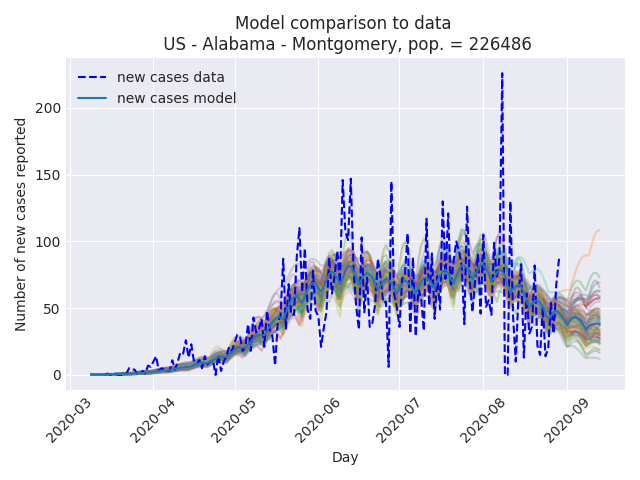 Model comparison to data
US - Alabama - Montgomery, pop. = 226486
new cases data
new cases model
Number of new cases reported
200
150
100
50
0
2020-03
2020-04
2020-05
2020-06
2020-07
2020-08
2020-09
Day